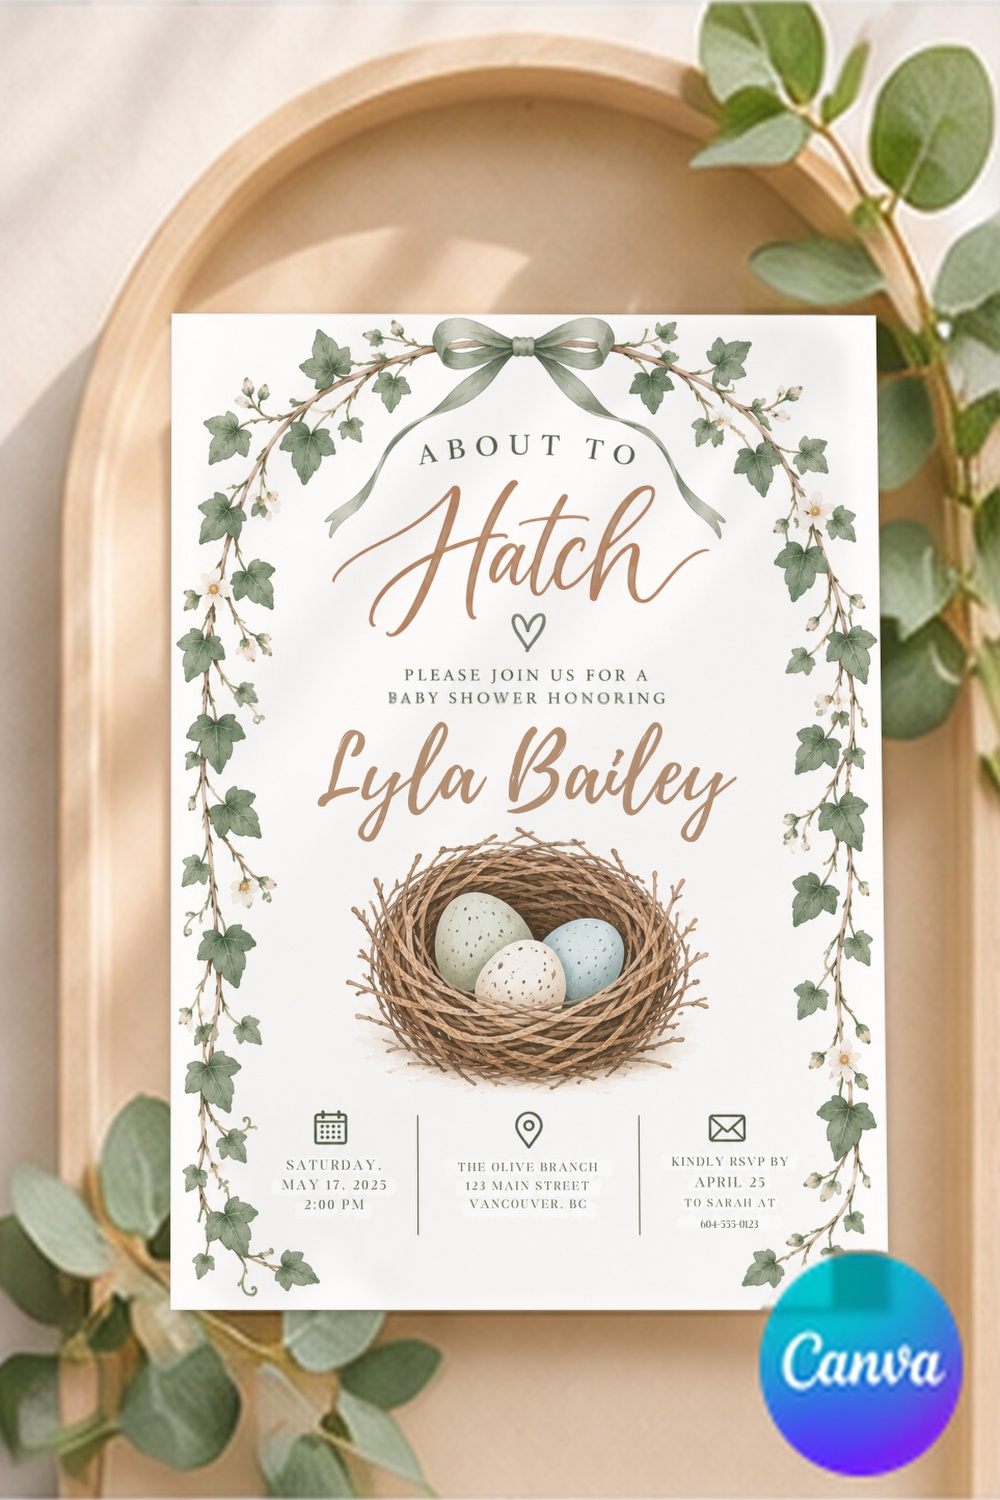 ABOUT TO
Hatch
PLEASE JOIN US FOR A
BABY SHOWER HONORING
Lyla Bailey
SATURDAY,
MAY 17, 2025
2:00 PM
THE OLIVE BRANCH
123 MAIN STREET
VANCOUVER, BC
KINDLY RSVP BY
APRIL 25
TO SARAH AT
604-555-0123
Canva